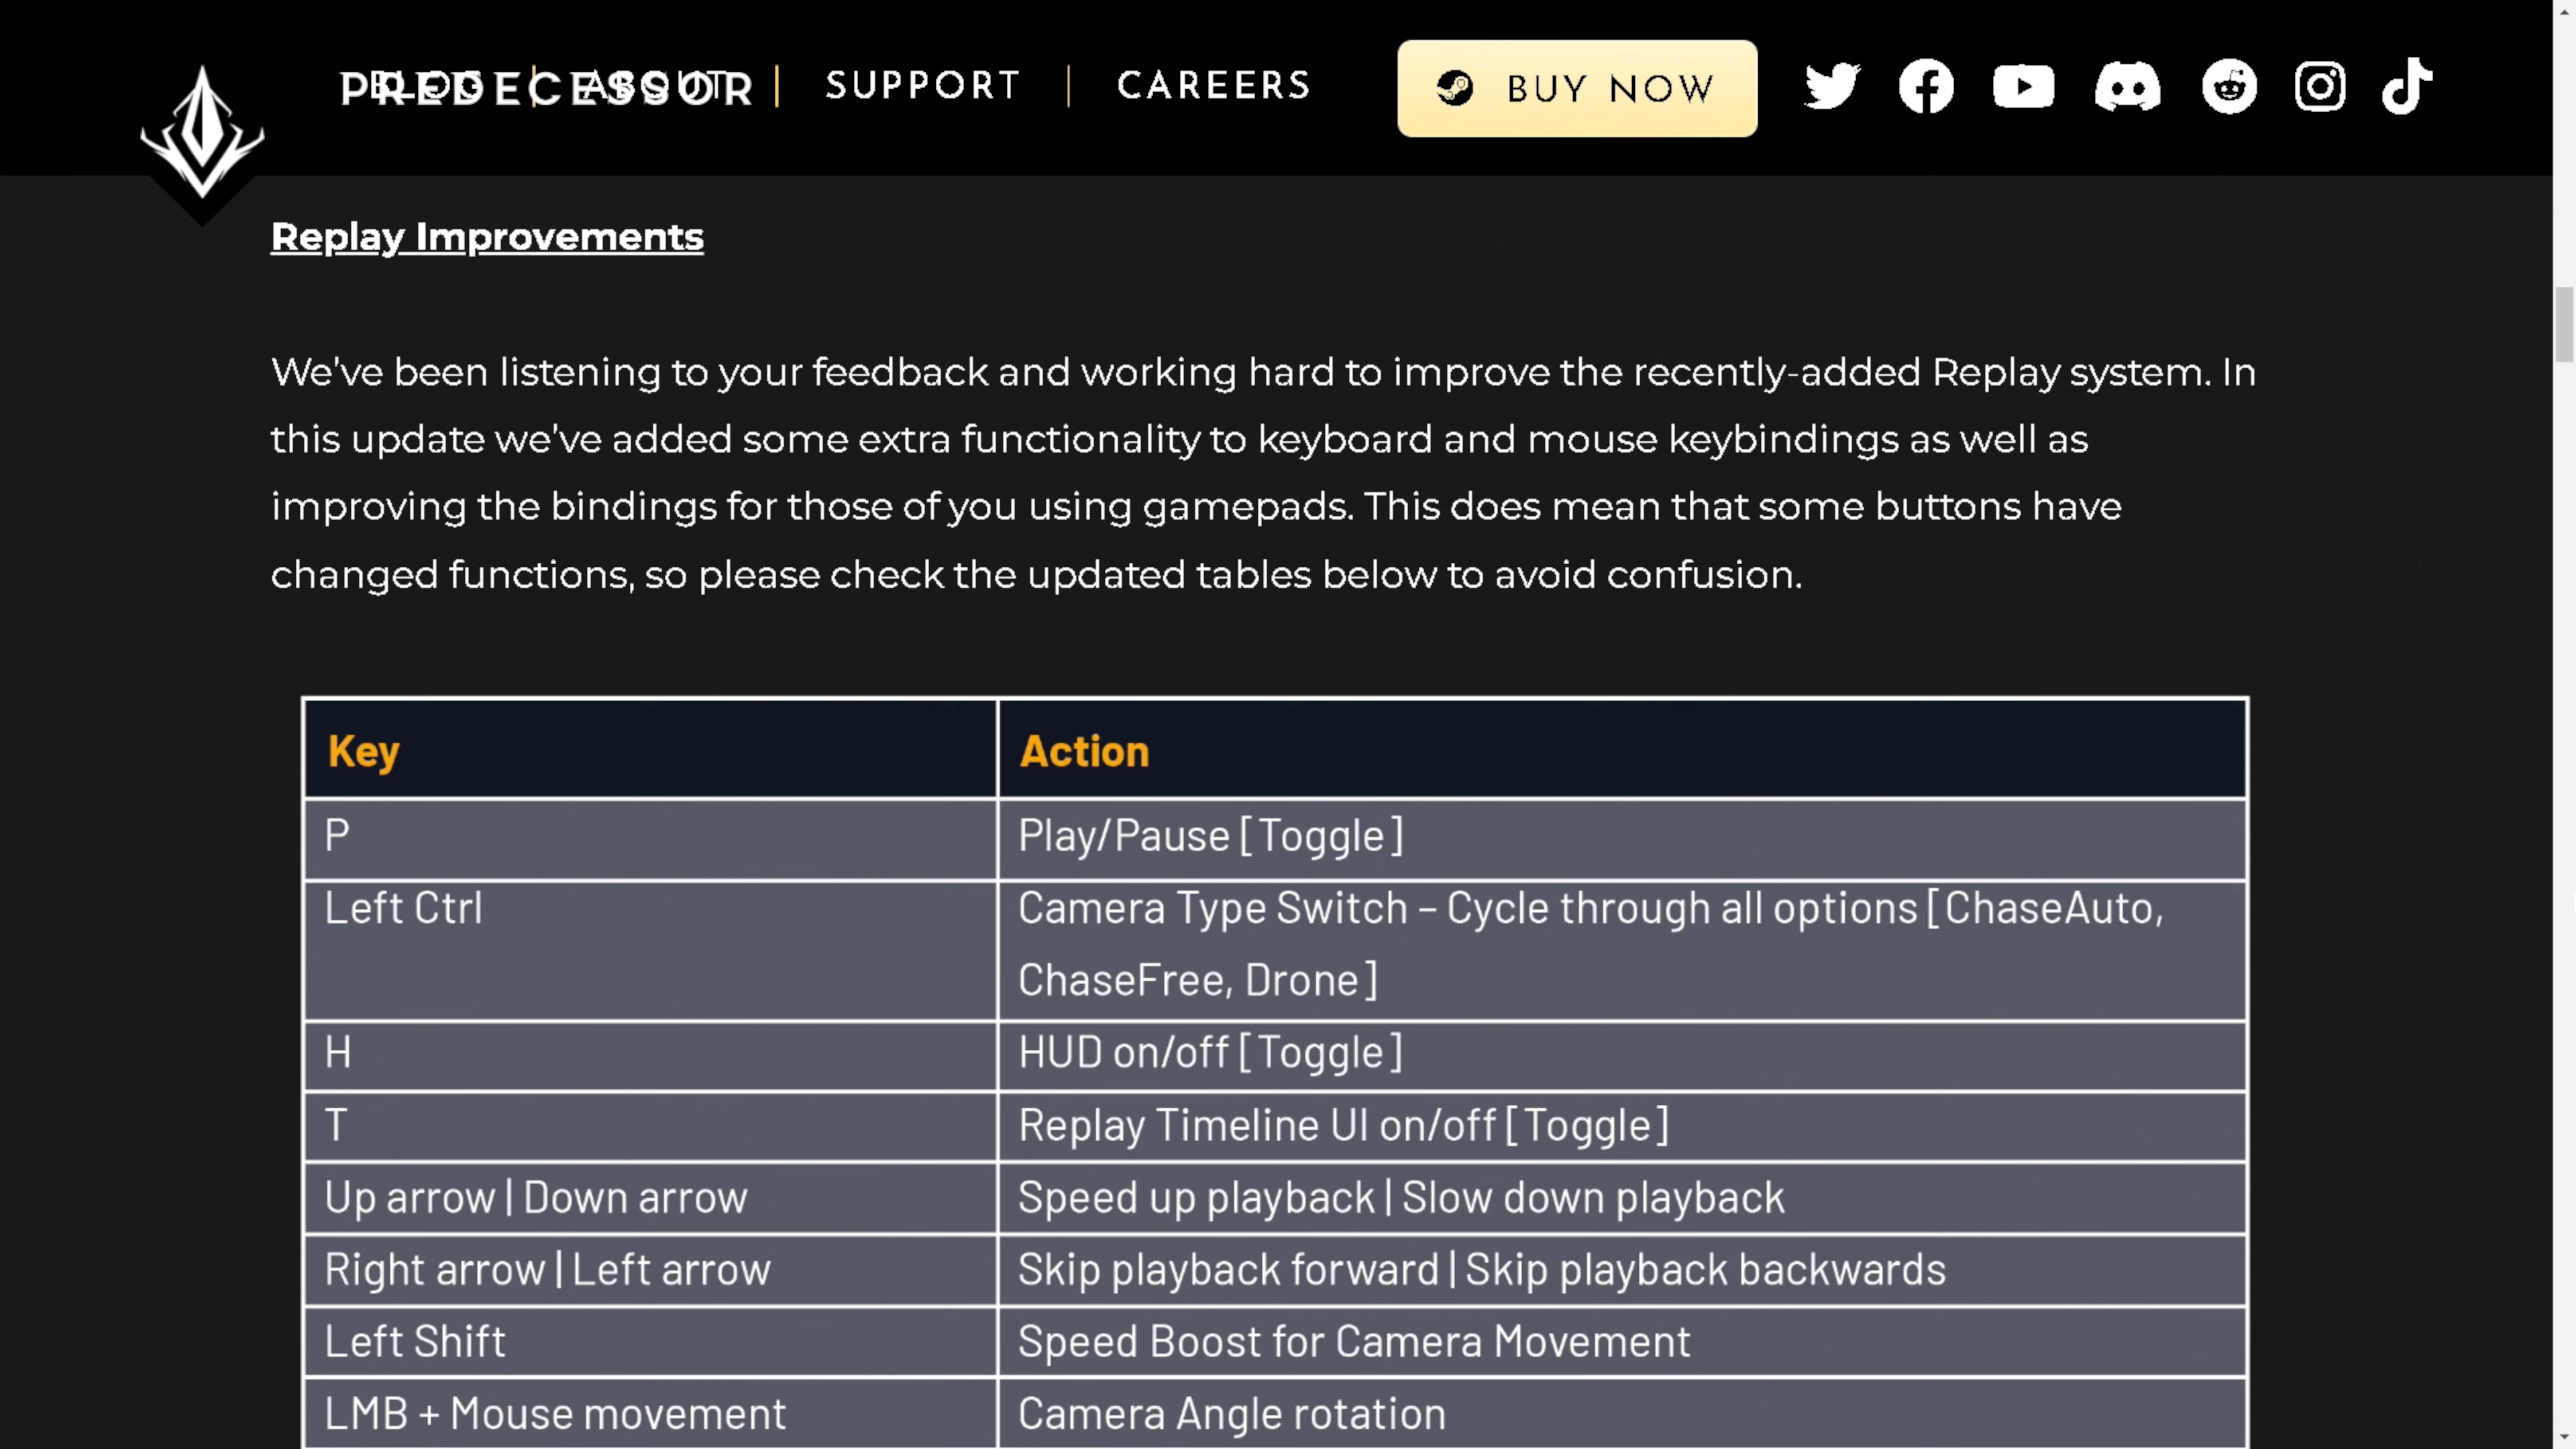 PREDECESSOR
BLOG | ABOUT | SUPPORT | CAREERS
BUY NOW
Replay Improvements
We've been listening to your feedback and working hard to improve the recently-added Replay system. In
this update we've added some extra functionality to keyboard and mouse keybindings as well as
improving the bindings for those of you using gamepads. This does mean that some buttons have
changed functions, so please check the updated tables below to avoid confusion.
Key Action
P Play/Pause [Toggle]
Left Ctrl Camera Type Switch – Cycle through all options [ChaseAuto,
ChaseFree, Drone]
H HUD on/off [Toggle]
T Replay Timeline UI on/off [Toggle]
Up arrow | Down arrow Speed up playback | Slow down playback
Right arrow | Left arrow Skip playback forward | Skip playback backwards
Left Shift Speed Boost for Camera Movement
LMB + Mouse movement Camera Angle rotation